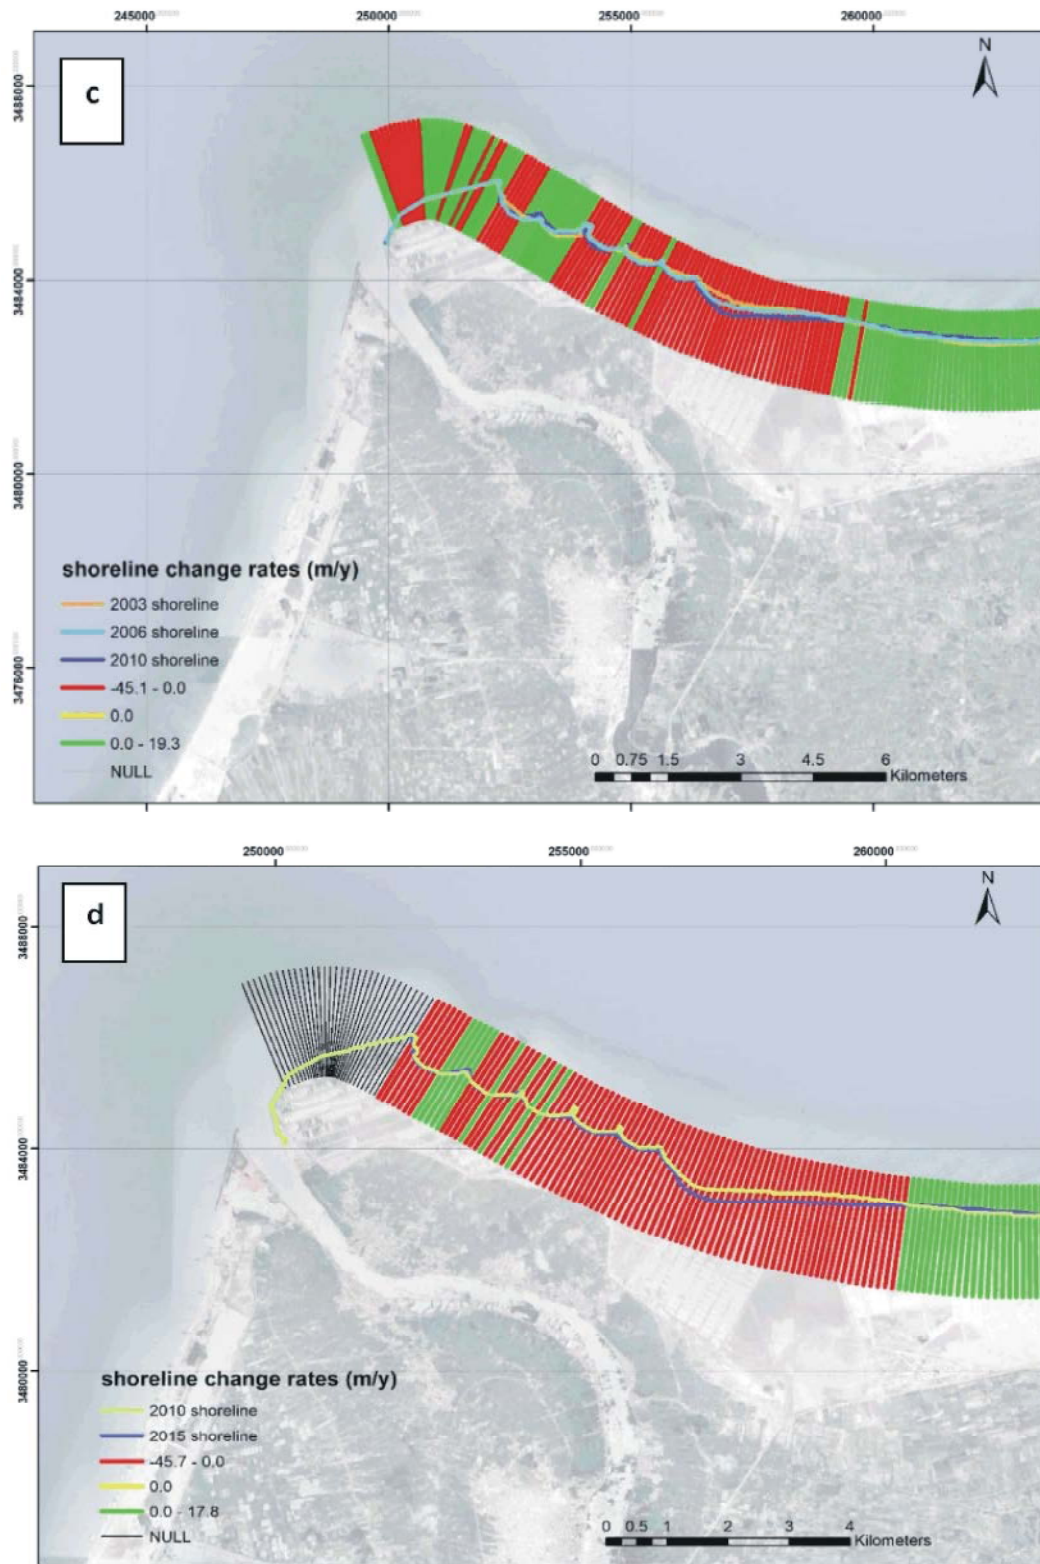 245000 250000 255000 260000
N
c
3488000
3484000
3480000
3476000
shoreline change rates (m/y)
2003 shoreline
2006 shoreline
2010 shoreline
-45.1 - 0.0
0.0
0.0 - 19.3
NULL
0 0.75 1.5 3 4.5 6
Kilometers
250000 255000 260000
N
d
3488000
3484000
3480000
shoreline change rates (m/y)
2010 shoreline
2015 shoreline
-45.7 - 0.0
0.0
0.0 - 17.8
NULL
0 0.5 1 2 3 4
Kilometers